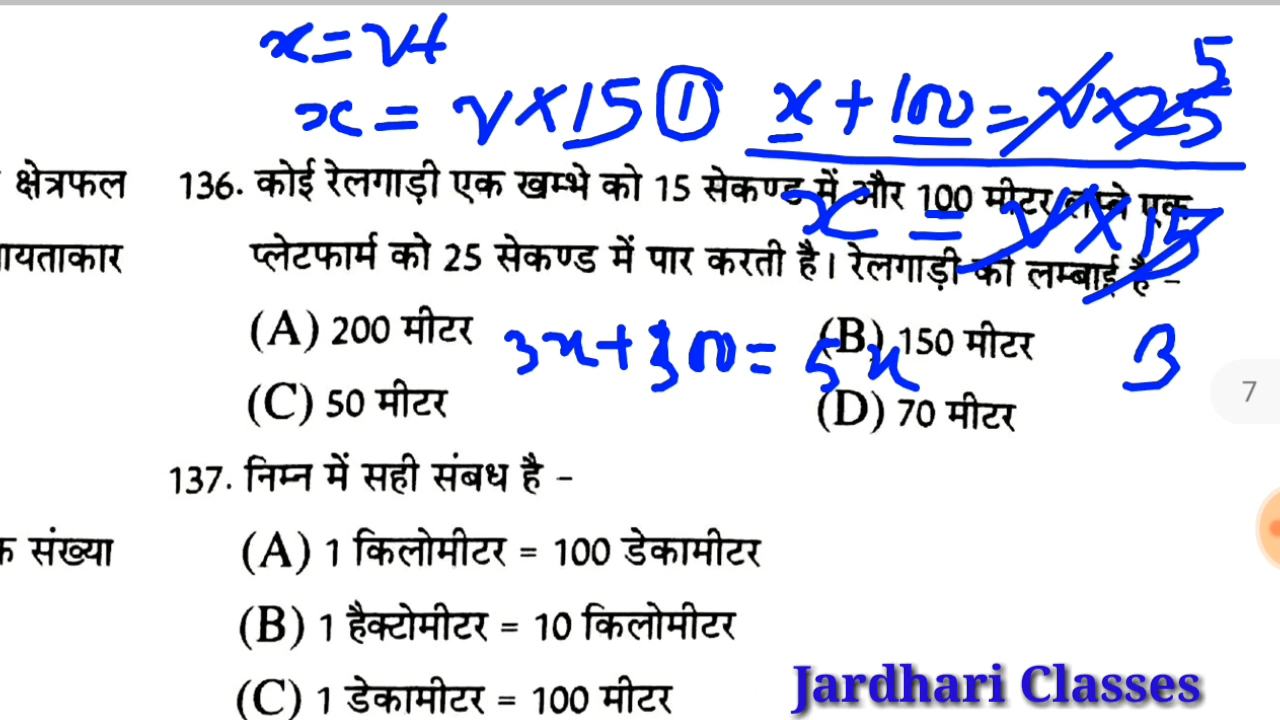 x = vt
x = v × 15 ① x + 100 = v × 25 5
क्षेत्रफल 136. कोई रेलगाड़ी एक खम्भे को 15 सेकण्ड में और 100 मीटर लम्बे एक
x = v × 15
ायताकार प्लेटफार्म को 25 सेकण्ड में पार करती है। रेलगाड़ी की लम्बाई है -
(A) 200 मीटर (B) 150 मीटर
3x + 300 = 5x 3
(C) 50 मीटर (D) 70 मीटर
7
137. निम्न में सही संबध है -
संख्या (A) 1 किलोमीटर = 100 डेकामीटर
(B) 1 हैक्टोमीटर = 10 किलोमीटर
(C) 1 डेकामीटर = 100 मीटर
Jardhari Classes